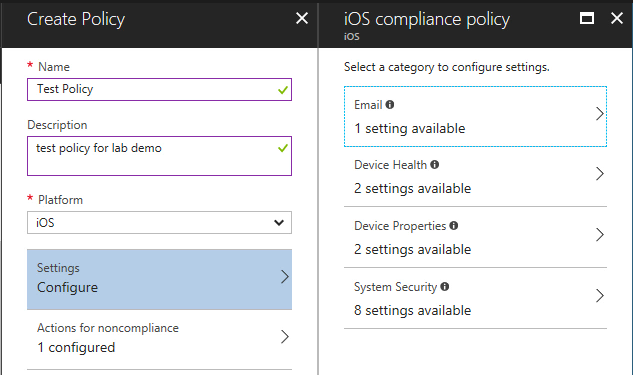 Create Policy
* Name
Test Policy
Description
test policy for lab demo
* Platform
iOS
Settings
Configure
Actions for noncompliance
1 configured
iOS compliance policy
iOS
Select a category to configure settings.
Email
1 setting available
Device Health
2 settings available
Device Properties
2 settings available
System Security
8 settings available